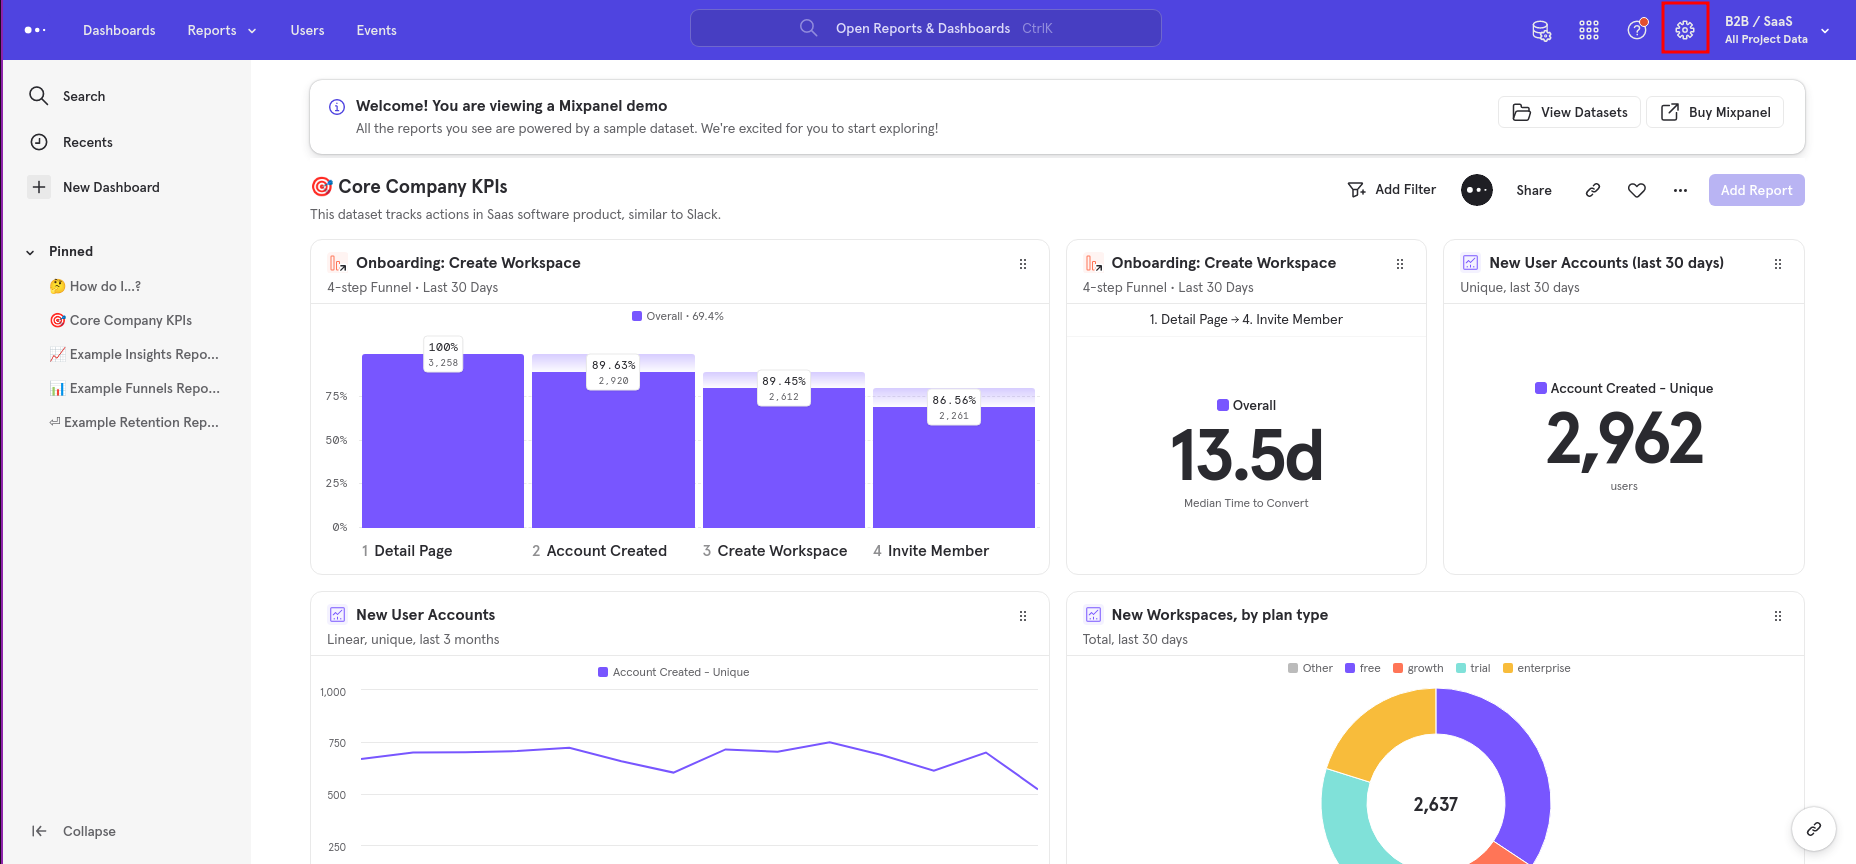 Dashboards
Reports
Users
Events
Open Reports & Dashboards CtrlK
B2B / SaaS
All Project Data
Search
Recents
New Dashboard
Pinned
🤔 How do I...?
🎯 Core Company KPIs
📈 Example Insights Repo...
📊 Example Funnels Repo...
⏎ Example Retention Rep...
Collapse
Welcome! You are viewing a Mixpanel demo
All the reports you see are powered by a sample dataset. We're excited for you to start exploring!
View Datasets
Buy Mixpanel
🎯 Core Company KPIs
This dataset tracks actions in Saas software product, similar to Slack.
Add Filter
Share
Add Report
Onboarding: Create Workspace
4-step Funnel • Last 30 Days
Overall • 69.4%
100%
3,258
89.63%
2,920
89.45%
2,612
86.56%
2,261
75%
50%
25%
0%
1 Detail Page
2 Account Created
3 Create Workspace
4 Invite Member
Onboarding: Create Workspace
4-step Funnel • Last 30 Days
1. Detail Page → 4. Invite Member
Overall
13.5d
Median Time to Convert
New User Accounts (last 30 days)
Unique, last 30 days
Account Created - Unique
2,962
users
New User Accounts
Linear, unique, last 3 months
Account Created - Unique
1,000
750
500
250
New Workspaces, by plan type
Total, last 30 days
Other free growth trial enterprise
2,637